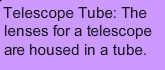 Telescope Tube: The
lenses for a telescope
are housed in a tube.